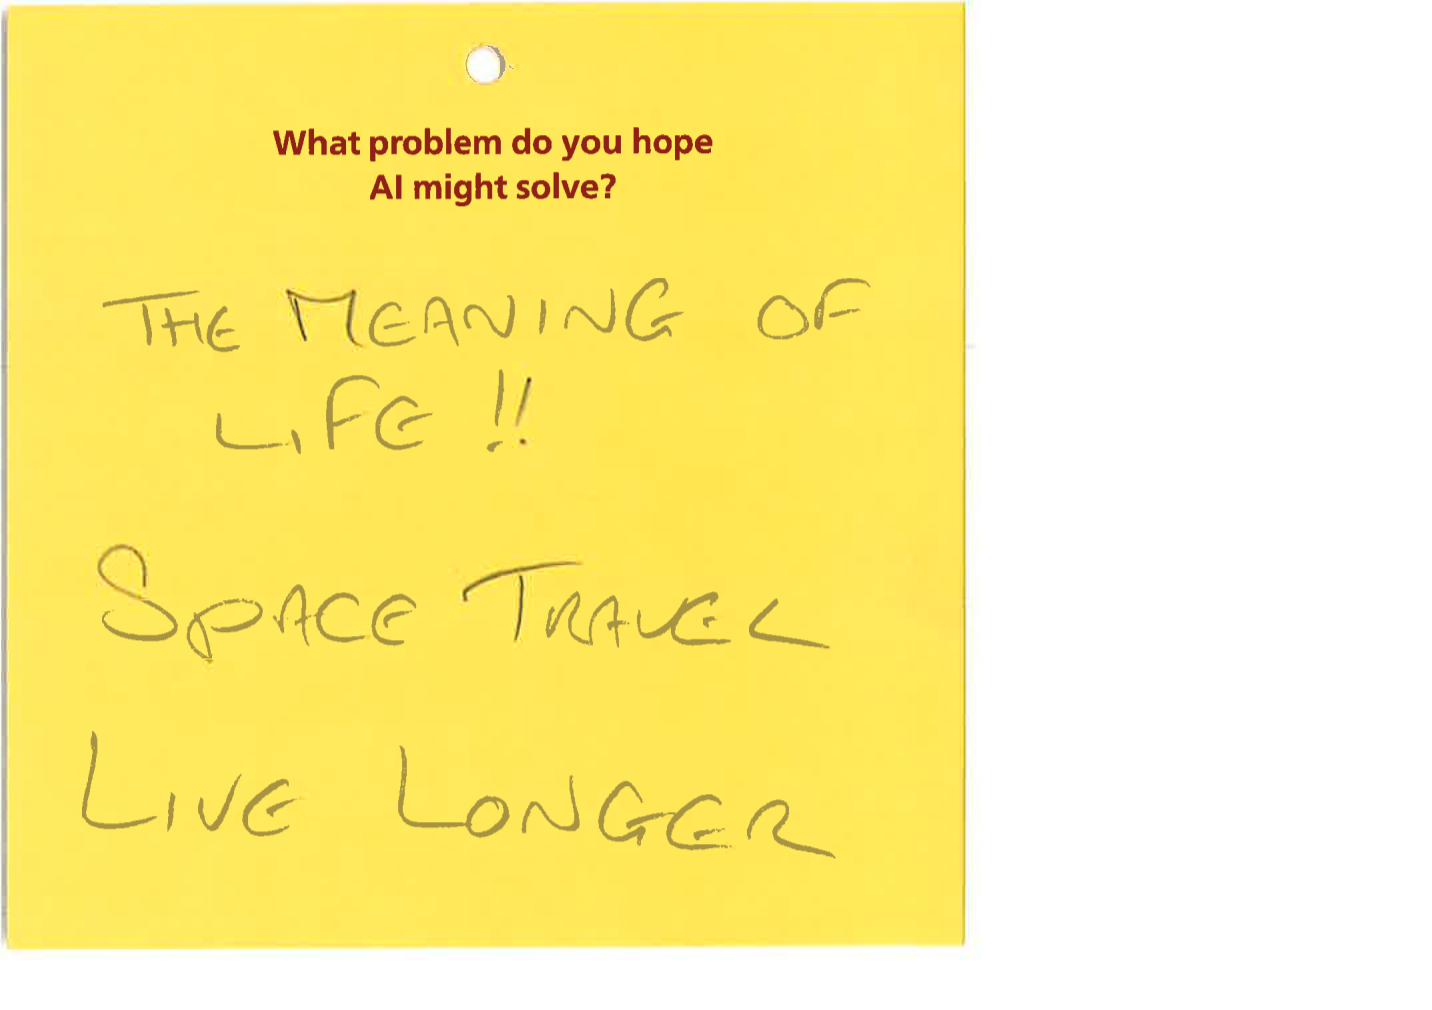 What problem do you hope
AI might solve?
THE MEANING OF
LIFE !!
SPACE TRAVEL
LIVE LONGER